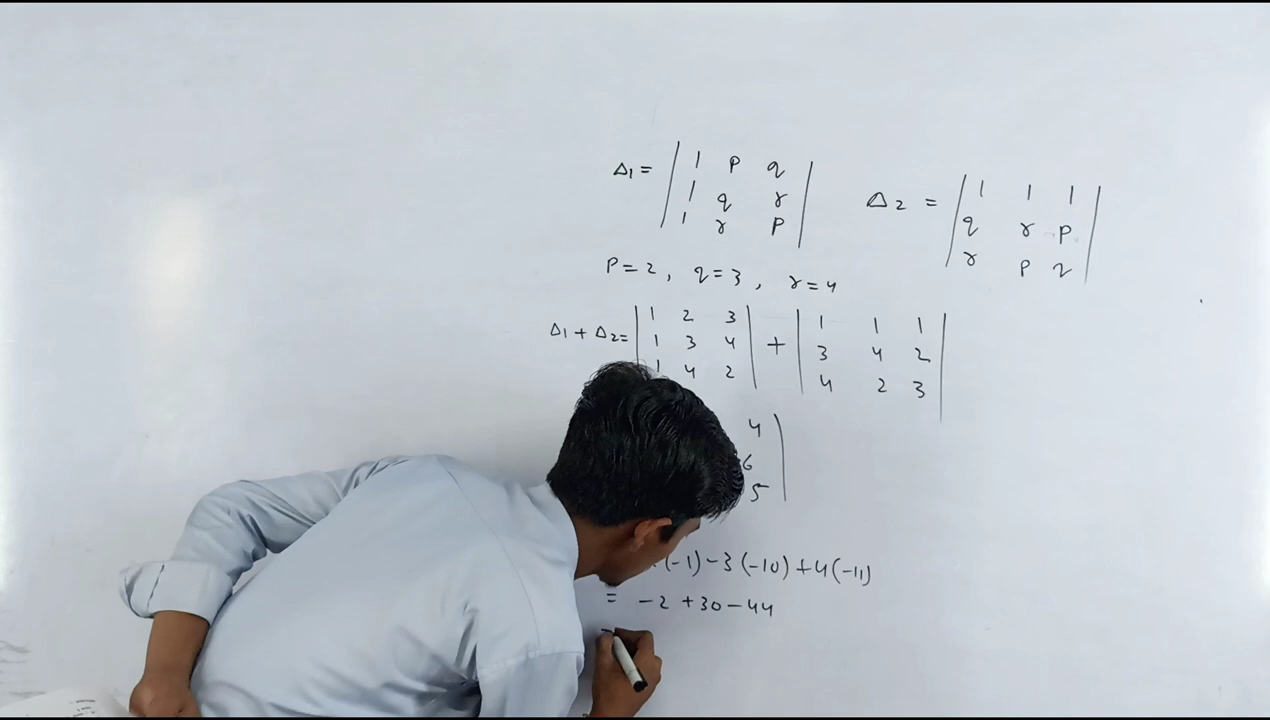 Δ1 = | 1 p q |
| 1 q r |
| 1 r p |
Δ2 = | 1 1 1 |
| q r p |
| r p q |
p = 2 , q = 3 , r = 4
Δ1 + Δ2 = | 1 2 3 | + | 1 1 1 |
| 1 3 4 | | 3 4 2 |
| 1 4 2 | | 4 2 3 |
4 |
6 |
5 |
(-1) - 3 (-10) + 4 (-11)
= - 2 + 30 - 44